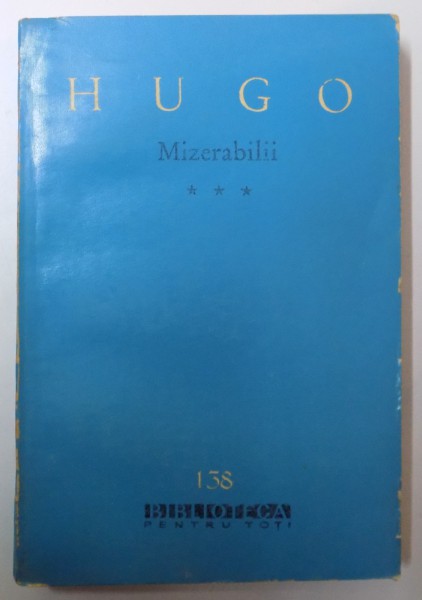 HUGO
Mizerabilii
* * *
138
BIBLIOTECA
PENTRU TOȚI